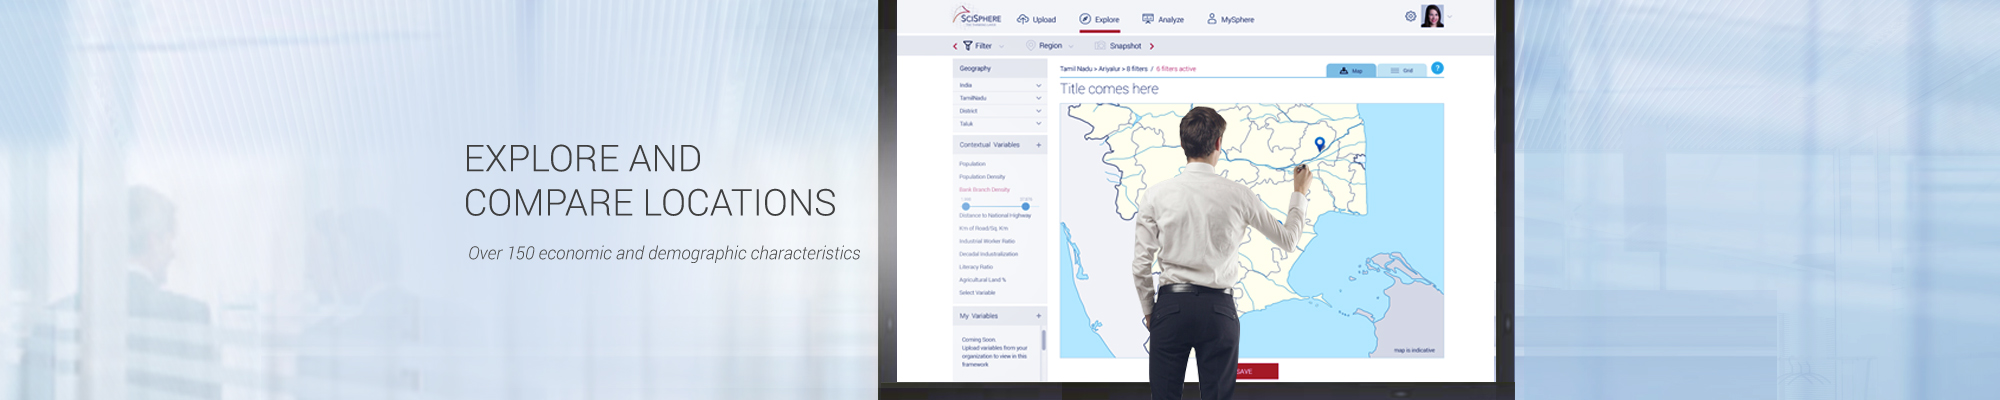 EXPLORE AND
COMPARE LOCATIONS
Over 150 economic and demographic characteristics
SCISPHERE
Upload
Explore
Analyze
MySphere
Filter
Region
Snapshot
Geography
India
TamilNadu
District
Taluk
Contextual Variables +
Population
Population Density
Bank Branch Density
Distance to National Highway
Km of Road/Sq. Km
Industrial Worker Ratio
Decadal Industrialization
Literacy Ratio
Agricultural Land %
Select Variable
My Variables +
Coming Soon.
Upload variables from your
organization to view in this
framework
Tamil Nadu > Ariyalur > 8 filters / 6 filters active
Map
Grid
?
Title comes here
map is indicative
SAVE